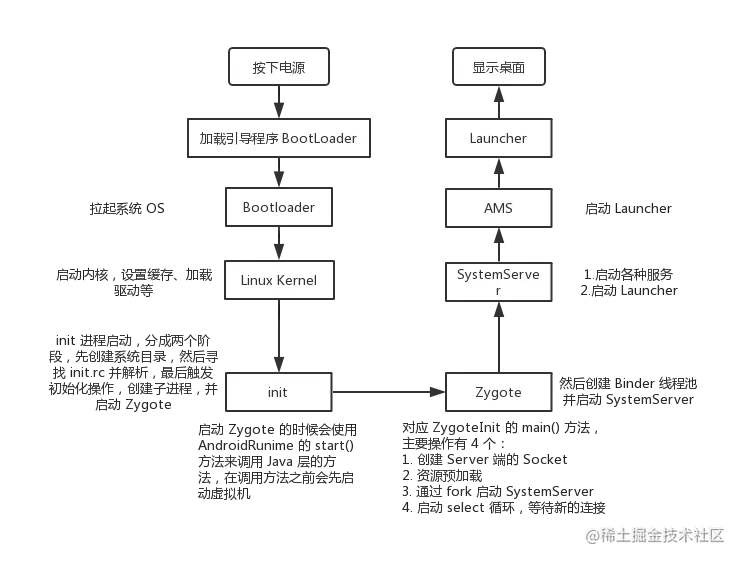 按下电源
显示桌面
加载引导程序 BootLoader
Launcher
拉起系统 OS
Bootloader
AMS
启动 Launcher
启动内核，设置缓存、加载
驱动等
Linux Kernel
SystemServe
r
1.启动各种服务
2.启动 Launcher
init 进程启动，分成两个阶
段，先创建系统目录，然后寻
找 init.rc 并解析，最后触发
初始化操作，创建子进程，并
启动 Zygote
init
Zygote
然后创建 Binder 线程池
并启动 SystemServer
启动 Zygote 的时候会使用
AndroidRunime 的 start()
方法来调用 Java 层的方
法，在调用方法之前会先启
动虚拟机
对应 ZygoteInit 的 main() 方法，
主要操作有 4 个：
1. 创建 Server 端的 Socket
2. 资源预加载
3. 通过 fork 启动 SystemServer
4. 启动 select 循环，等待新的连接
@稀土掘金技术社区